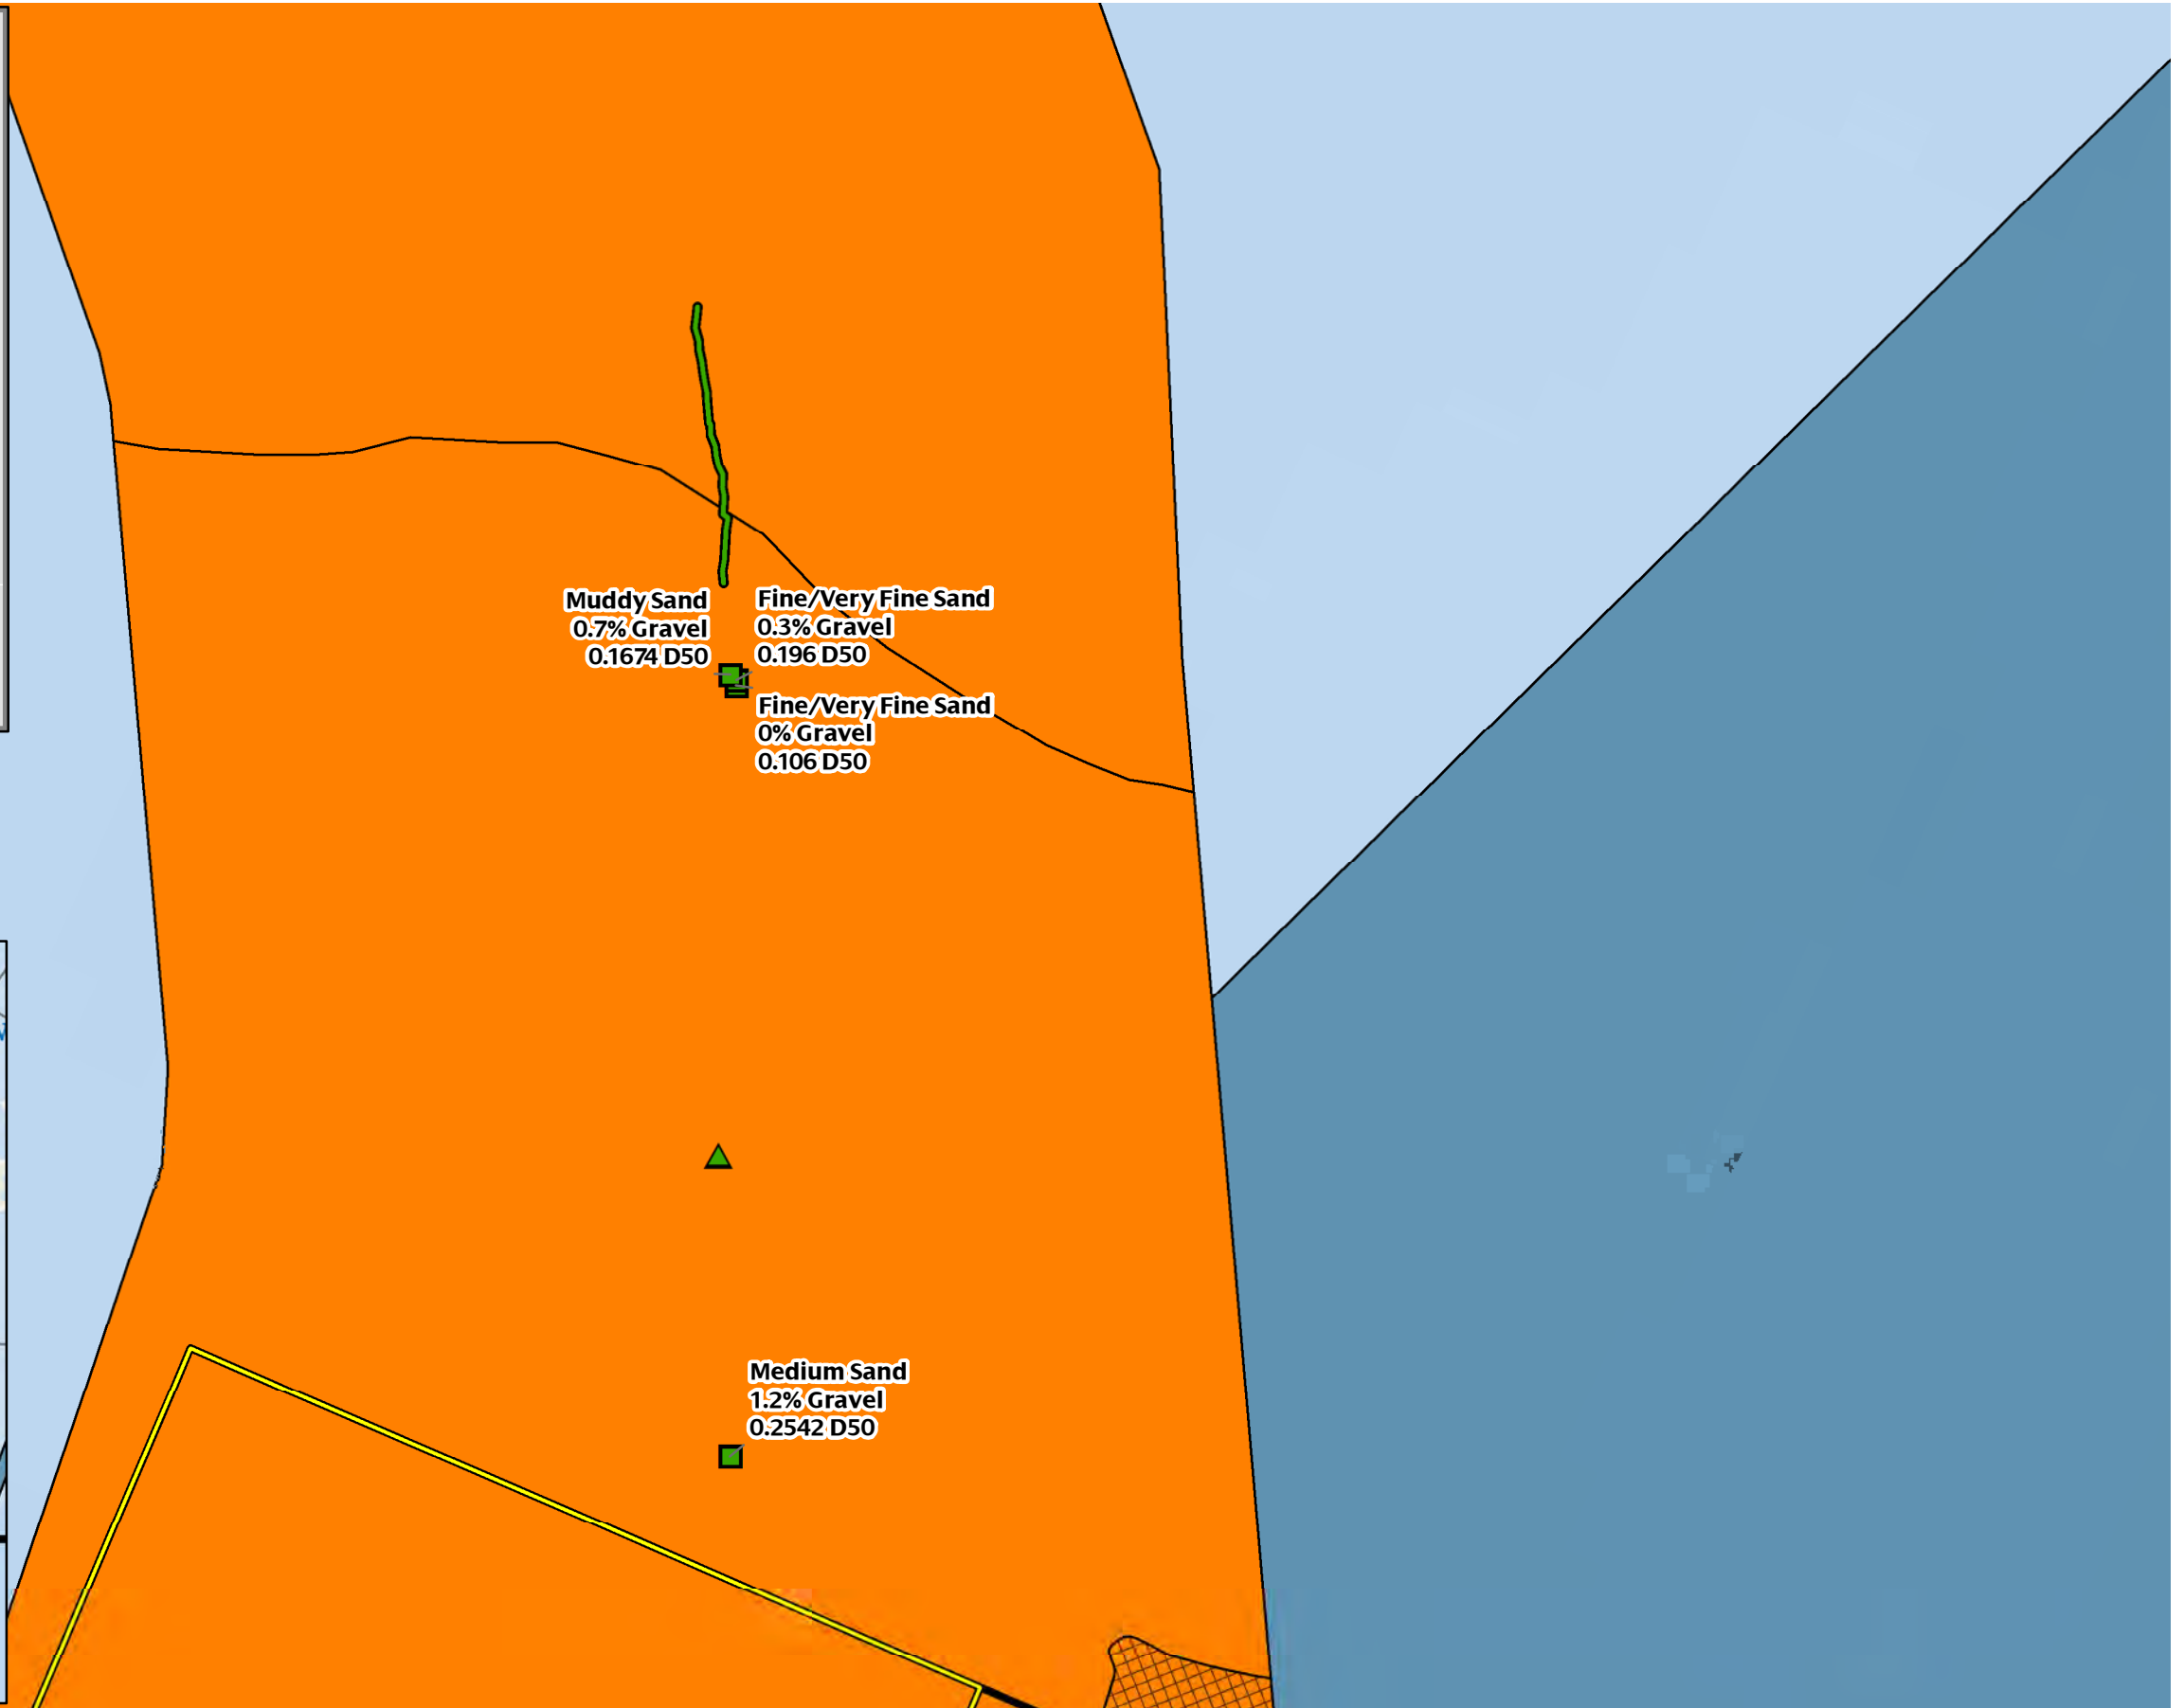 Muddy Sand
0.7% Gravel
0.1674 D50
Fine/Very Fine Sand
0.3% Gravel
0.196 D50
Fine/Very Fine Sand
0% Gravel
0.106 D50
Medium Sand
1.2% Gravel
0.2542 D50